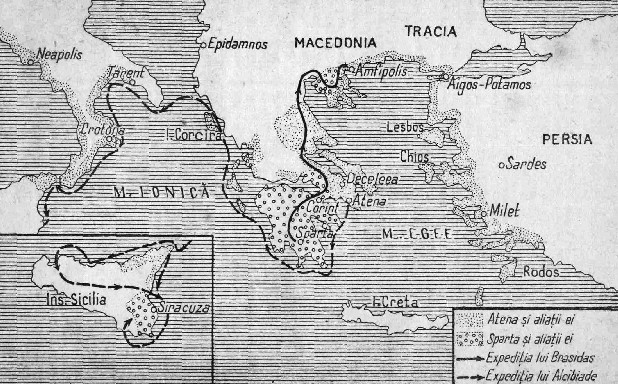 TRACIA
MACEDONIA
Epidamnos
Neapolis
Tarent
Amfipolis
Aigos-Potamos
Crotona
I-Corcira
Lesbos
PERSIA
Chios
Sardes
M. IONICĂ
Deceleea
Corint
Atena
Milet
Sparta
M. EGEE
Rodos
Ins. Sicilia
Siracuza
I-Creta
Atena și aliații ei
Sparta și aliații ei
Expediția lui Brasidas
Expediția lui Alcibiade